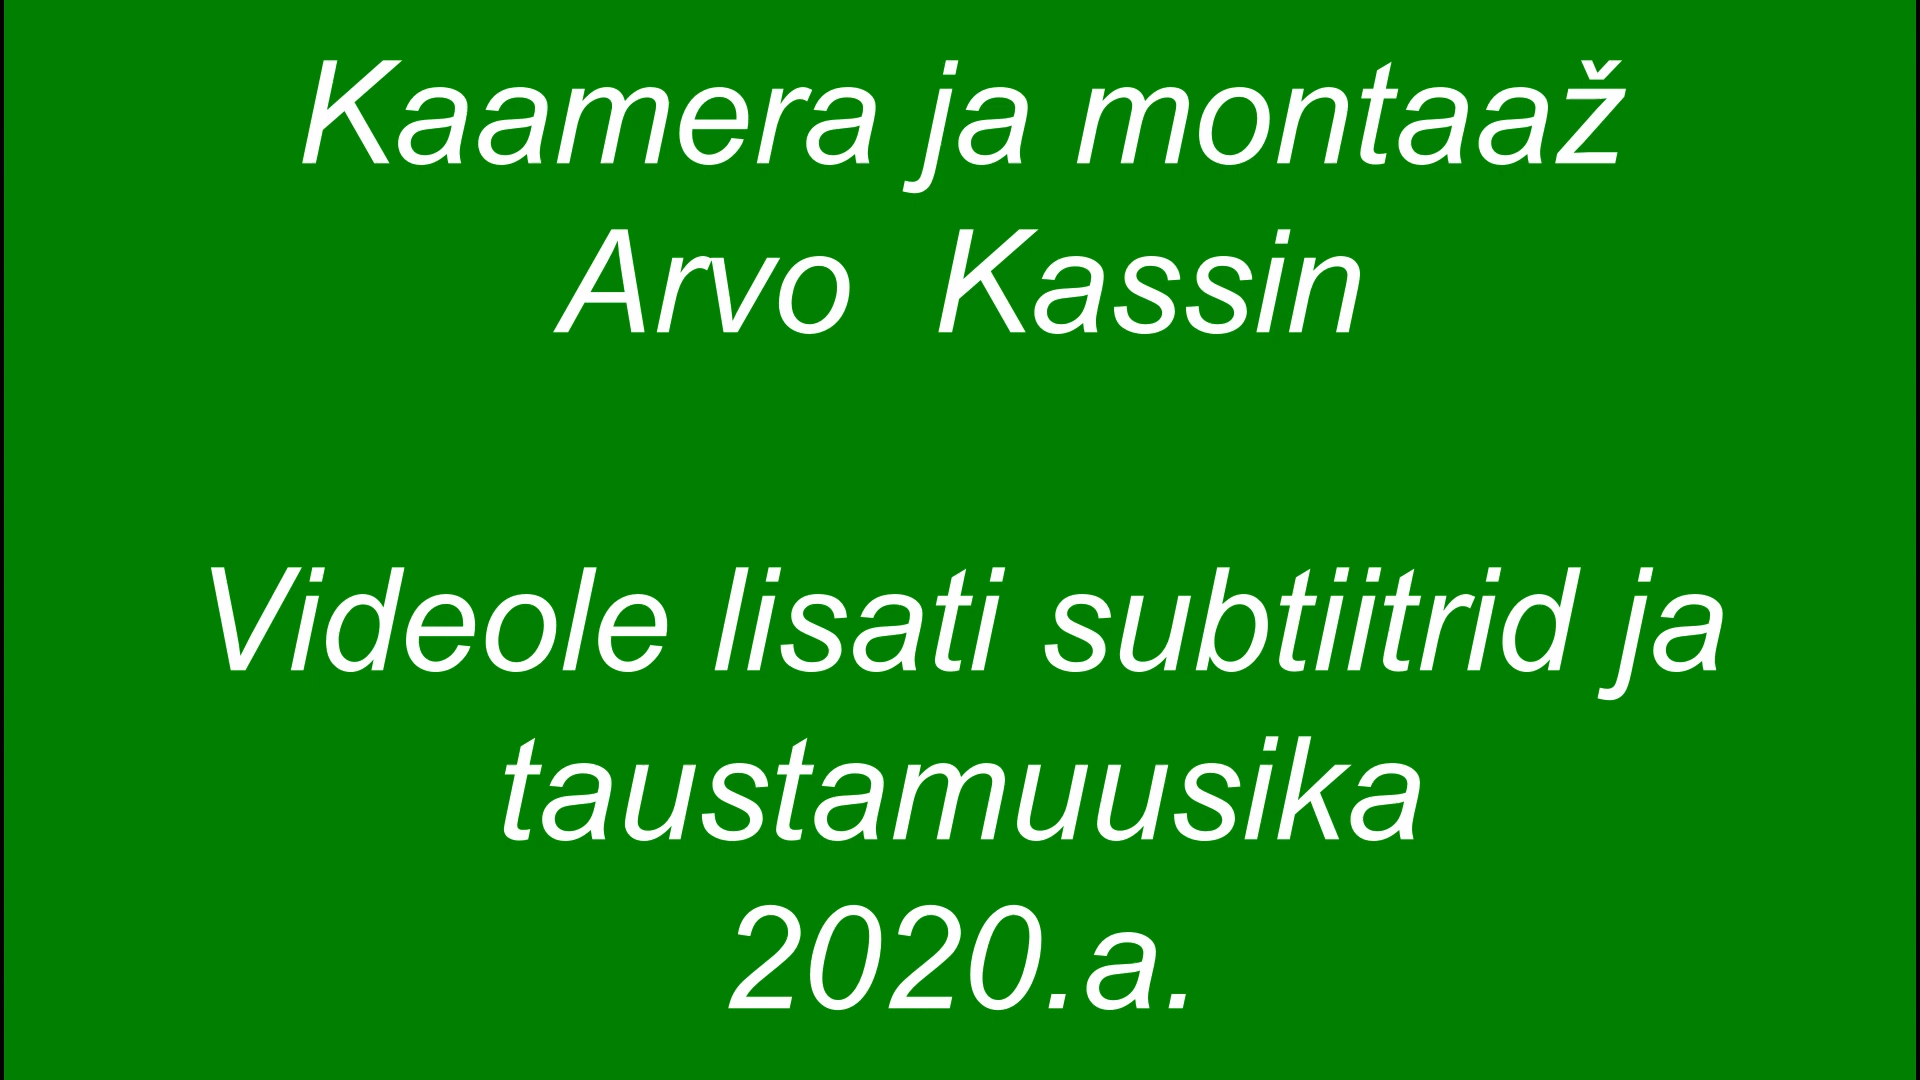 Kaamera ja montaaž
Arvo  Kassin
Videole lisati subtiitrid ja
taustamuusika
2020.a.